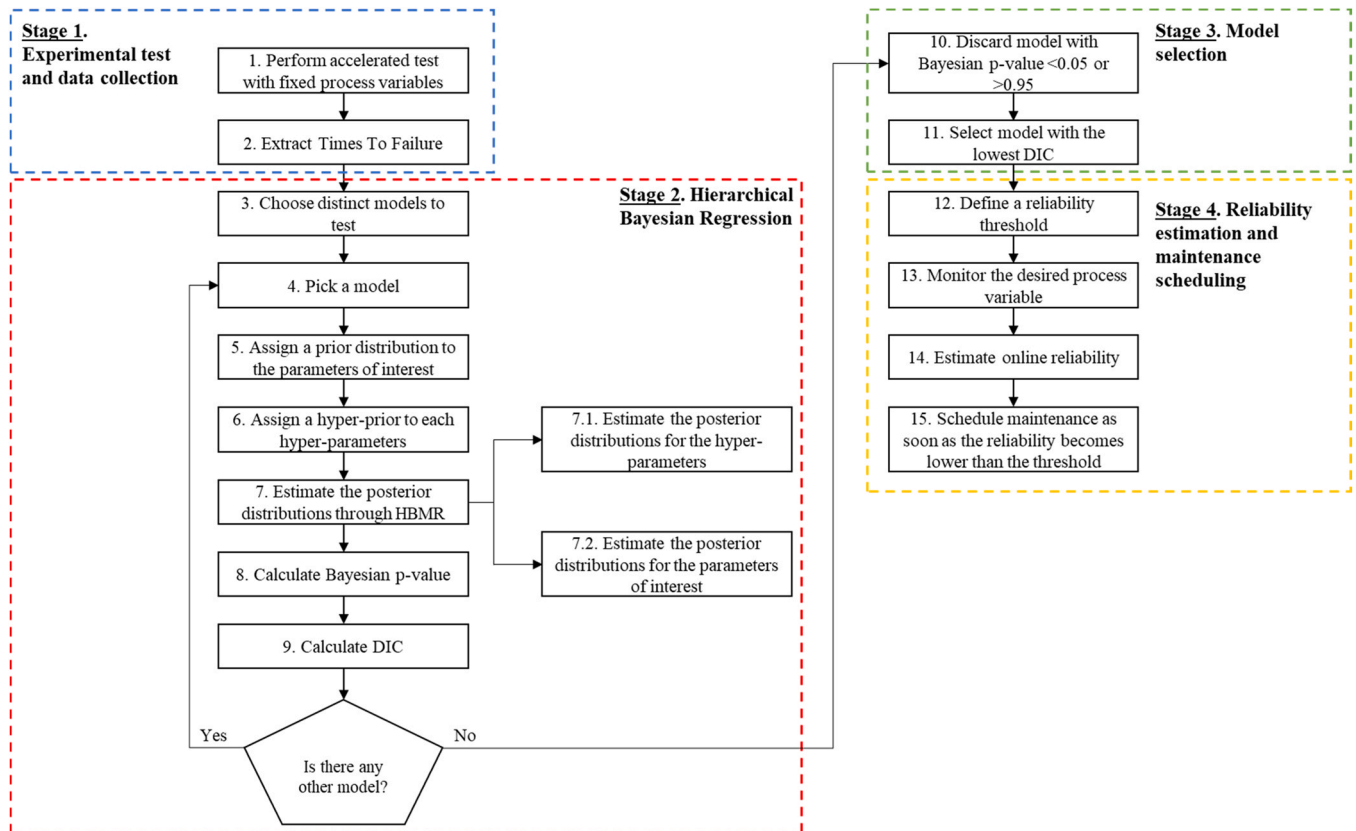 Stage 1.
Experimental test
and data collection
1. Perform accelerated test
with fixed process variables
2. Extract Times To Failure
Stage 2. Hierarchical
Bayesian Regression
3. Choose distinct models to
test
4. Pick a model
5. Assign a prior distribution to
the parameters of interest
6. Assign a hyper-prior to each
hyper-parameters
7. Estimate the posterior
distributions through HBMR
7.1. Estimate the posterior
distributions for the hyper-
parameters
7.2. Estimate the posterior
distributions for the parameters
of interest
8. Calculate Bayesian p-value
9. Calculate DIC
Yes
No
Is there any
other model?
Stage 3. Model
selection
10. Discard model with
Bayesian p-value <0.05 or
>0.95
11. Select model with the
lowest DIC
Stage 4. Reliability
estimation and
maintenance
scheduling
12. Define a reliability
threshold
13. Monitor the desired process
variable
14. Estimate online reliability
15. Schedule maintenance as
soon as the reliability becomes
lower than the threshold